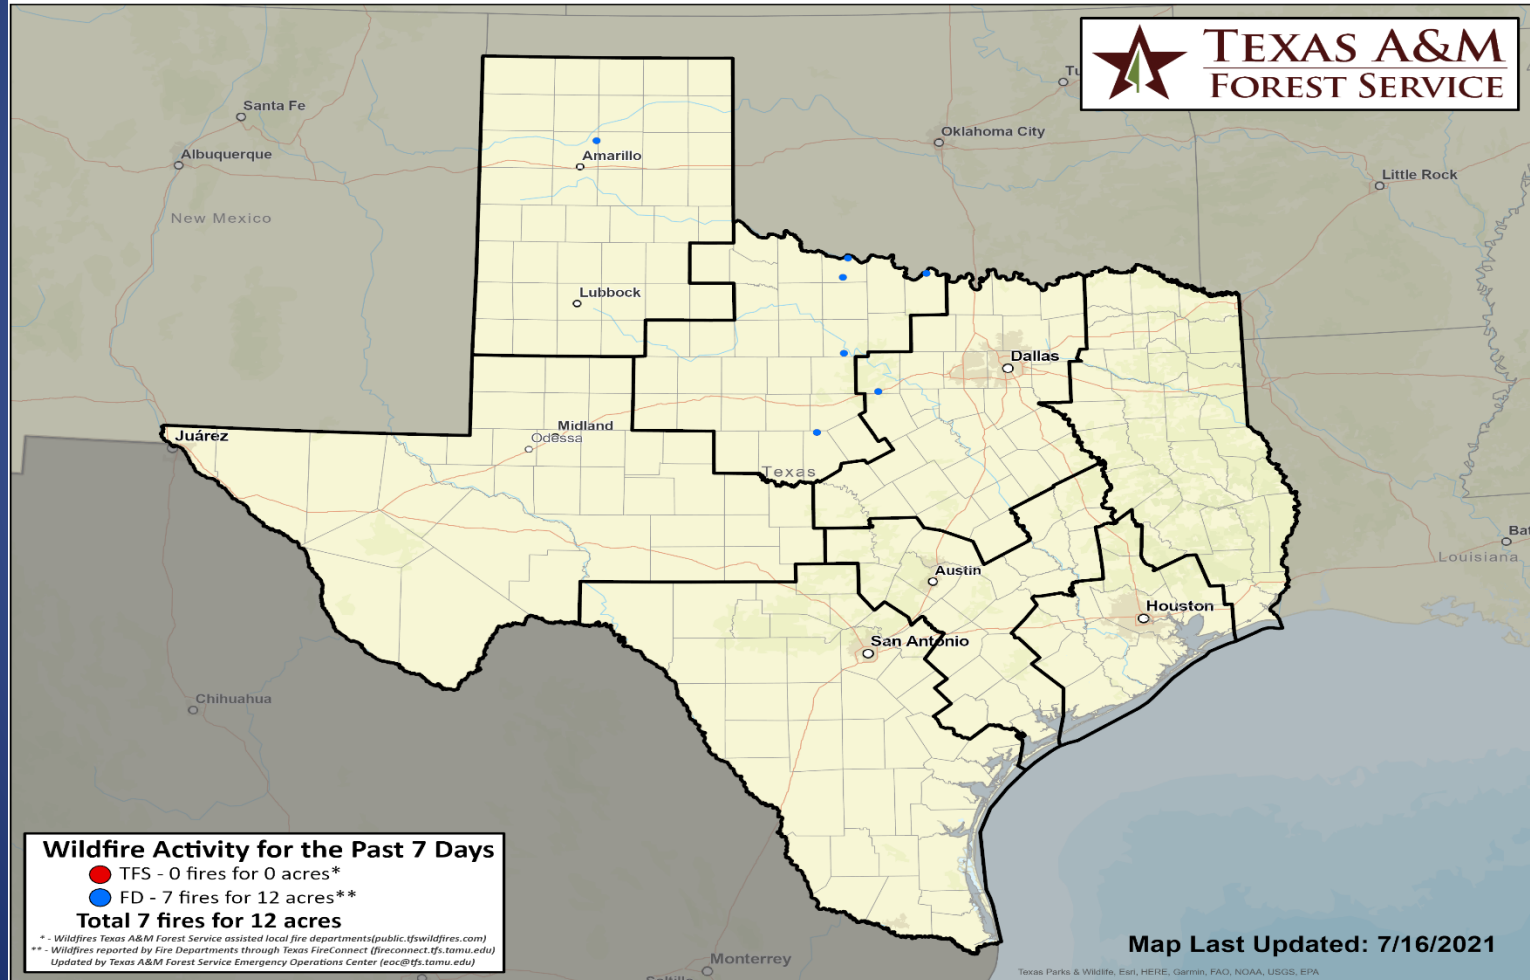 TEXAS A&M
FOREST SERVICE
Santa Fe
Albuquerque
New Mexico
Amarillo
Oklahoma City
Little Rock
Lubbock
Dallas
Juárez
Midland
Odessa
Texas
Louisiana
Austin
Houston
San Antonio
Chihuahua
Monterrey
Wildfire Activity for the Past 7 Days
TFS - 0 fires for 0 acres*
FD - 7 fires for 12 acres**
Total 7 fires for 12 acres
* - Wildfires Texas A&M Forest Service assisted local fire departments(public.tfswildfires.com)
** - Wildfires reported by Fire Departments through Texas FireConnect (fireconnect.tfs.tamu.edu)
Updated by Texas A&M Forest Service Emergency Operations Center (eoc@tfs.tamu.edu)
Map Last Updated: 7/16/2021
Texas Parks & Wildlife, Esri, HERE, Garmin, FAO, NOAA, USGS, EPA